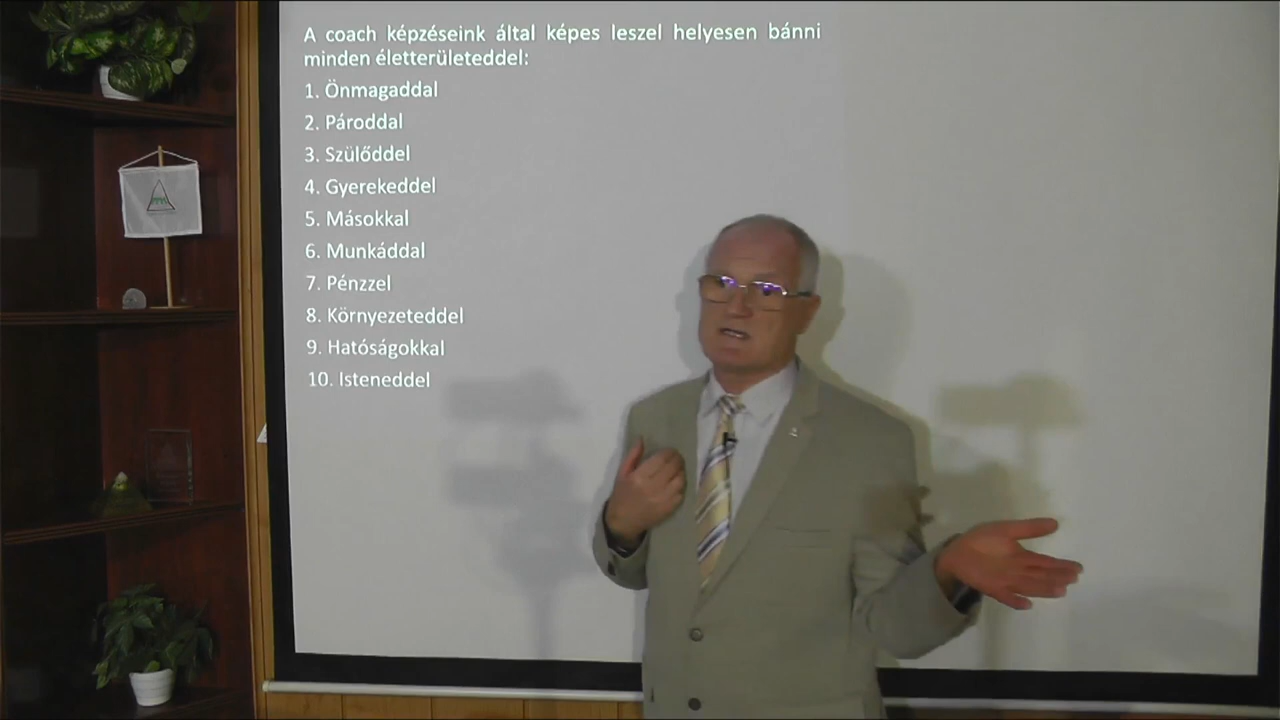 A coach képzéseink által képes leszel helyesen bánni
minden életterületeddel:
1. Önmagaddal
2. Pároddal
3. Szülőddel
4. Gyerekeddel
5. Másokkal
6. Munkáddal
7. Pénzzel
8. Környezeteddel
9. Hatóságokkal
10. Isteneddel